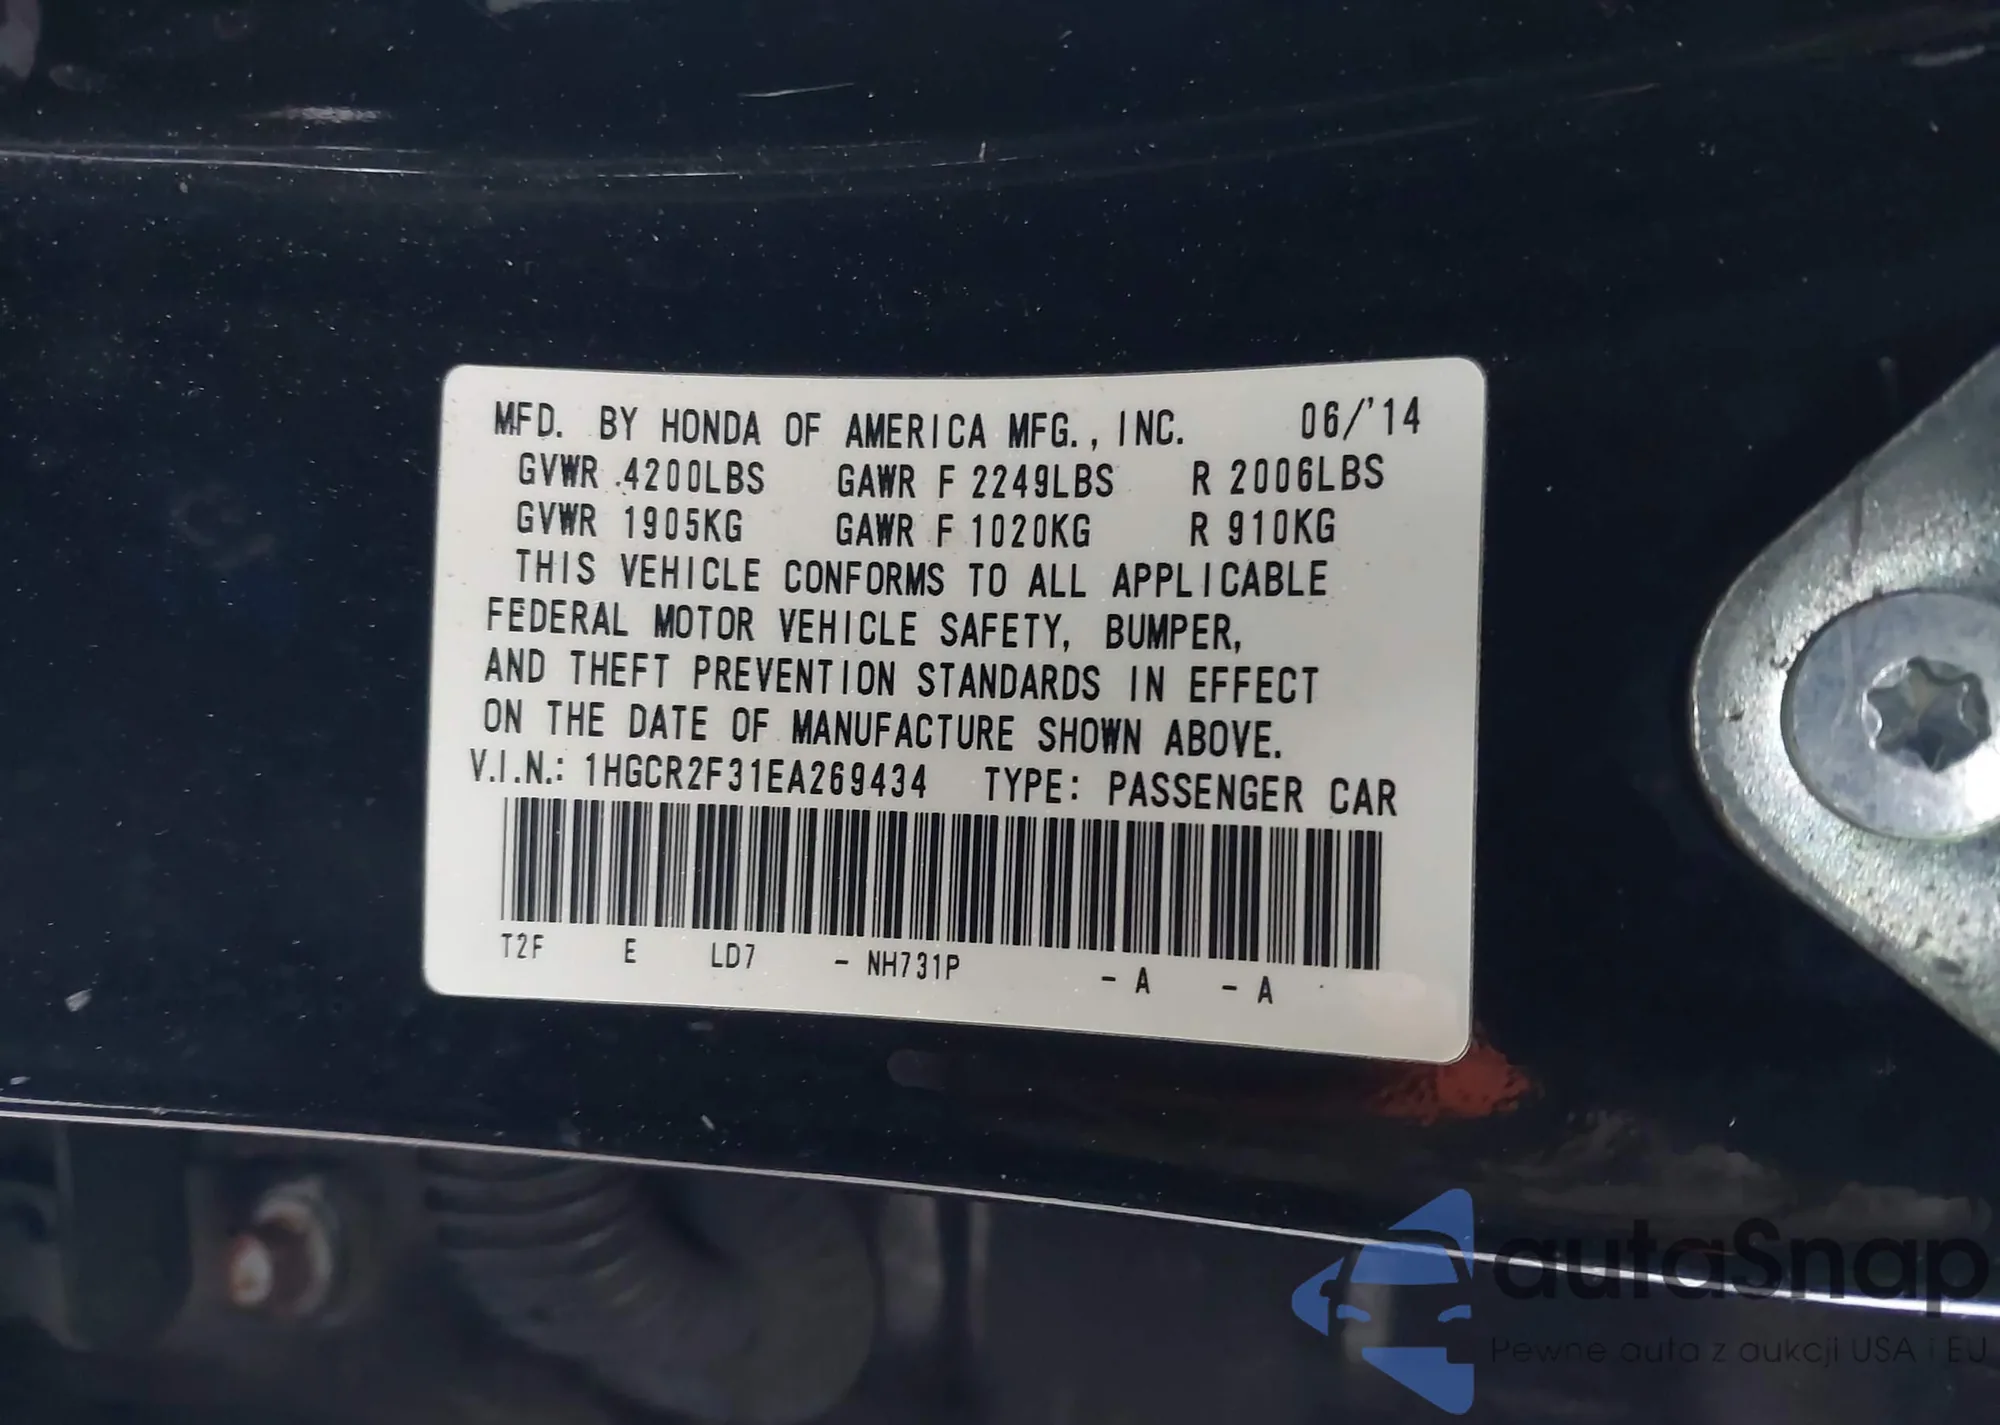 MFD. BY HONDA OF AMERICA MFG., INC. 06/'14
GVWR 4200LBS GAWR F 2249LBS R 2006LBS
GVWR 1905KG GAWR F 1020KG R 910KG
THIS VEHICLE CONFORMS TO ALL APPLICABLE
FEDERAL MOTOR VEHICLE SAFETY, BUMPER,
AND THEFT PREVENTION STANDARDS IN EFFECT
ON THE DATE OF MANUFACTURE SHOWN ABOVE.
V.I.N.: 1HGCR2F31EA269434 TYPE: PASSENGER CAR
T2F E LD7 - NH731P - A - A
autaSnap
Pewne auta z aukcji USA i EU